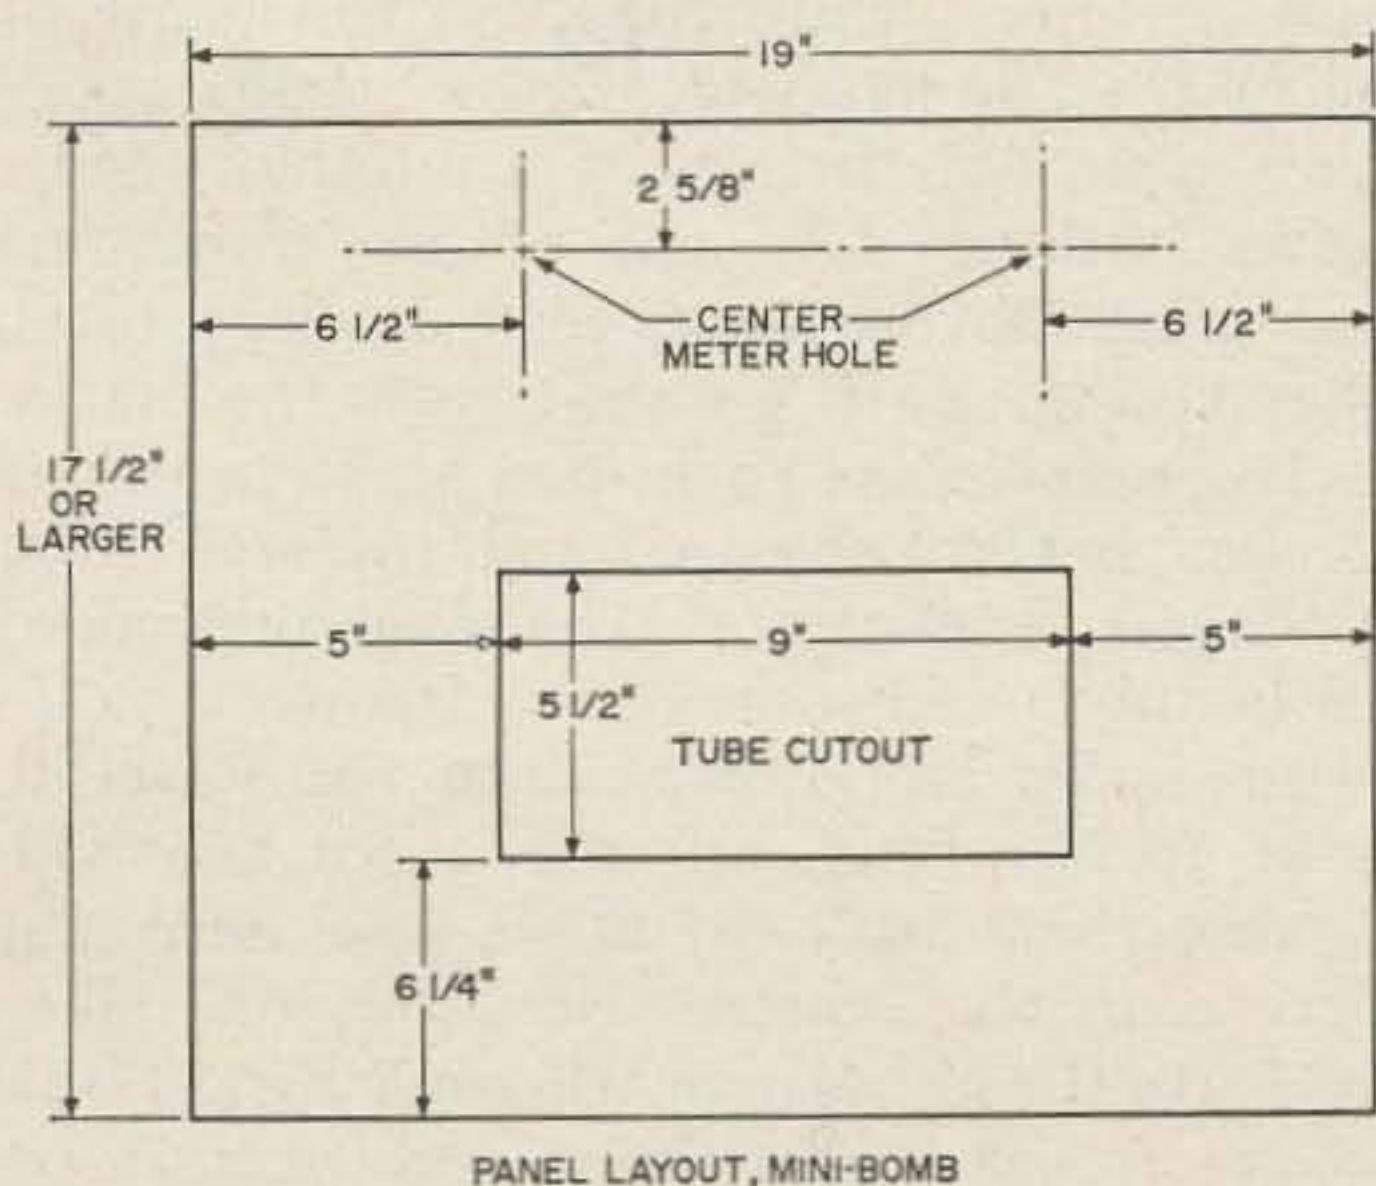 19"
2 5/8"
6 1/2"
CENTER
METER HOLE
6 1/2"
17 1/2"
OR
LARGER
5"
9"
5"
5 1/2"
TUBE CUTOUT
6 1/4"
PANEL LAYOUT, MINI-BOMB